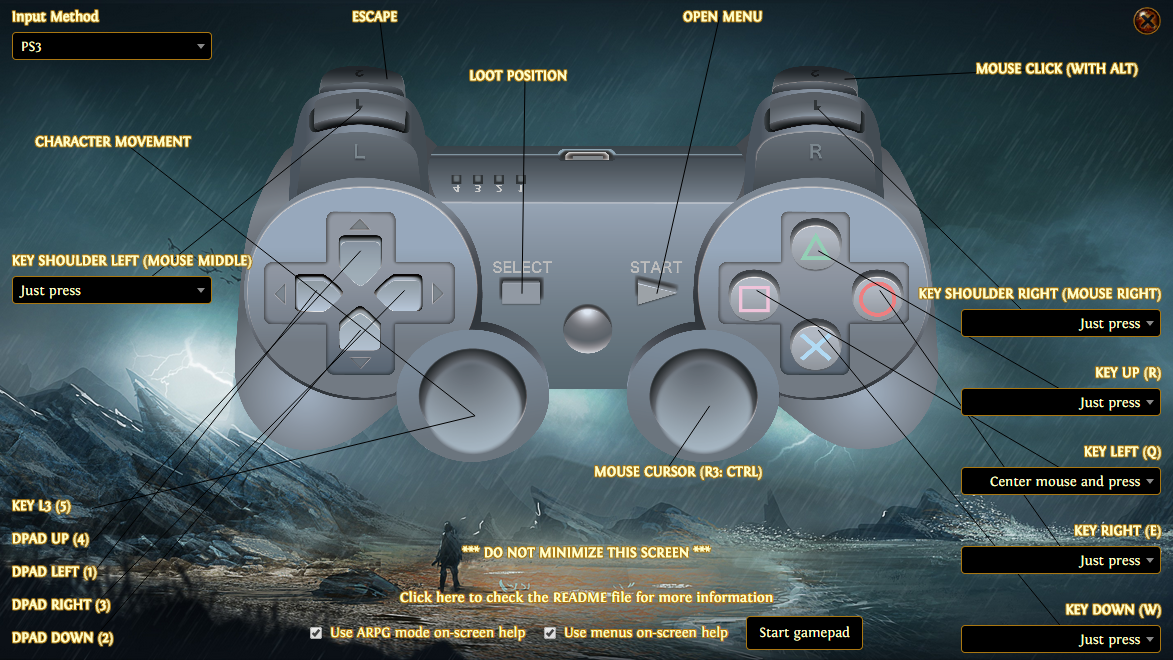 Input Method
PS3
ESCAPE
OPEN MENU
LOOT POSITION
MOUSE CLICK (WITH ALT)
CHARACTER MOVEMENT
L
R
4 3 2 1
KEY SHOULDER LEFT (MOUSE MIDDLE)
Just press
SELECT
START
KEY SHOULDER RIGHT (MOUSE RIGHT)
Just press
KEY UP (R)
Just press
KEY LEFT (Q)
Center mouse and press
MOUSE CURSOR (R3: CTRL)
KEY L3 (5)
DPAD UP (4)
DPAD LEFT (1)
DPAD RIGHT (3)
DPAD DOWN (2)
KEY RIGHT (E)
Just press
KEY DOWN (W)
Just press
*** DO NOT MINIMIZE THIS SCREEN ***
Click here to check the README file for more information
Use ARPG mode on-screen help
Use menus on-screen help
Start gamepad